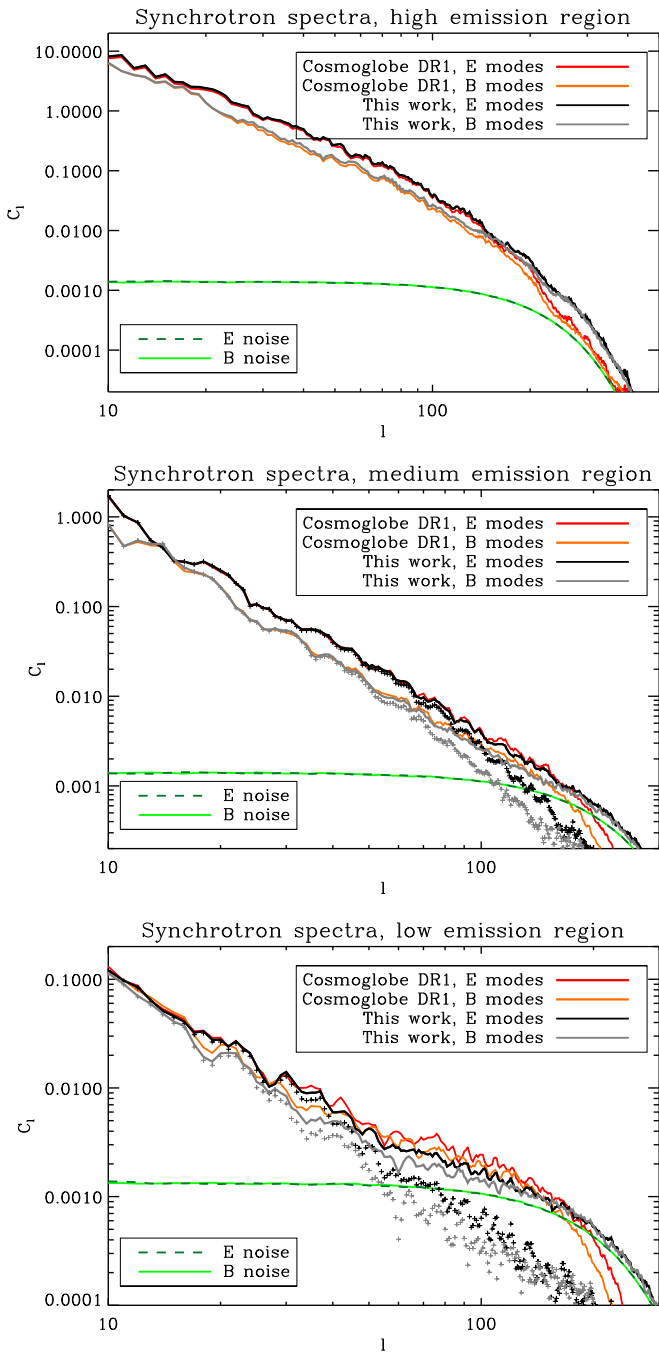 Synchrotron spectra, high emission region
10.0000
1.0000
0.1000
0.0100
0.0010
0.0001
C_l
Cosmoglobe DR1, E modes
Cosmoglobe DR1, B modes
This work, E modes
This work, B modes
E noise
B noise
10
100
l
Synchrotron spectra, medium emission region
1.000
0.100
0.010
0.001
C_l
Cosmoglobe DR1, E modes
Cosmoglobe DR1, B modes
This work, E modes
This work, B modes
E noise
B noise
10
100
l
Synchrotron spectra, low emission region
0.1000
0.0100
0.0010
0.0001
C_l
Cosmoglobe DR1, E modes
Cosmoglobe DR1, B modes
This work, E modes
This work, B modes
E noise
B noise
10
100
l